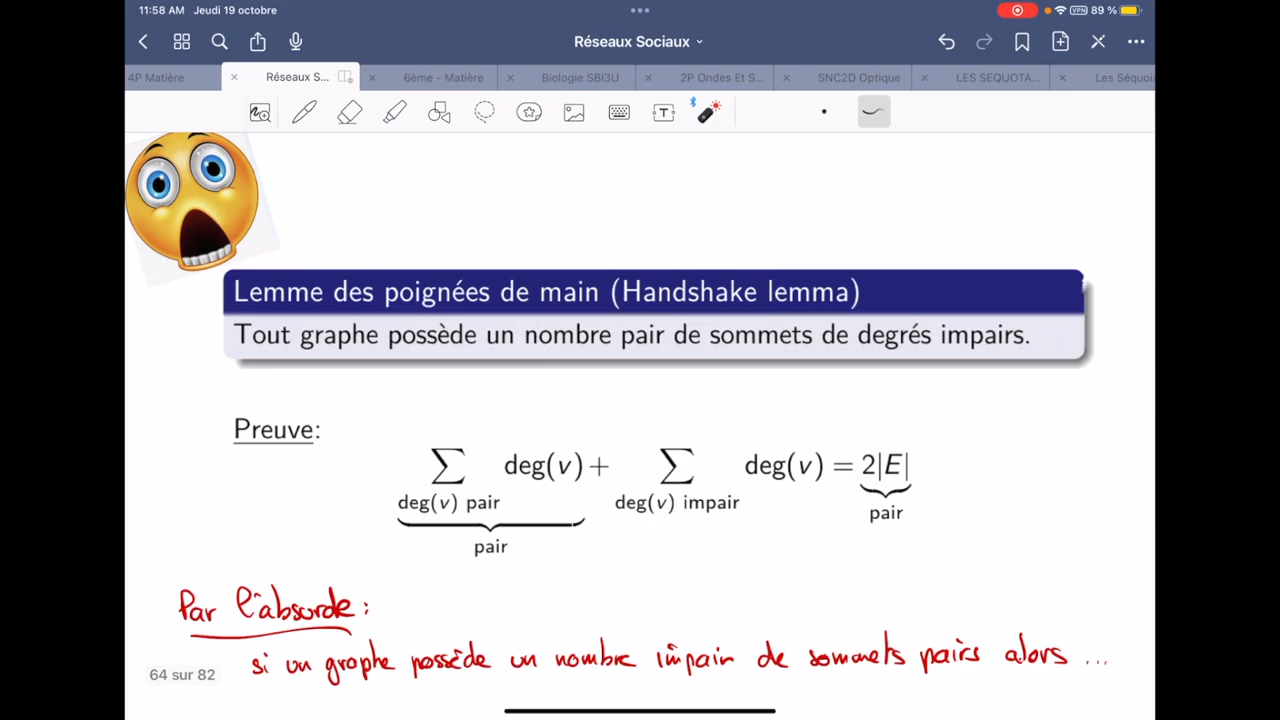 11:58 AM Jeudi 19 octobre
VPN 89 %
Réseaux Sociaux
4P Matière
Réseaux S...
6ème - Matière
Biologie SBI3U
2P Ondes Et S...
SNC2D Optique
LES SEQUOTA...
Les Séquoia
Lemme des poignées de main (Handshake lemma)
Tout graphe possède un nombre pair de sommets de degrés impairs.
Preuve:
∑ deg(v) + ∑ deg(v) = 2|E|
deg(v) pair deg(v) impair
pair
pair
Par l'absurde :
si un graphe possède un nombre impair de sommets pairs alors ...
64 sur 82